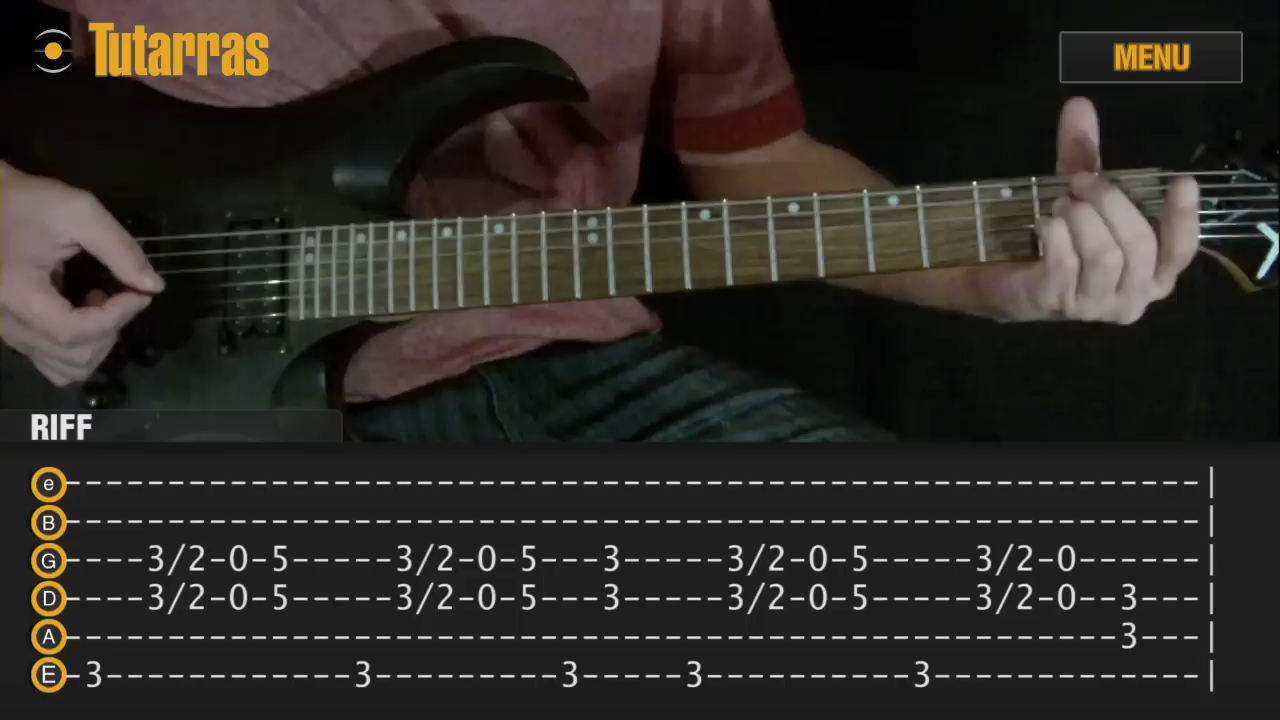 Tutarras
MENU
RIFF
e-------------------------------------------------------|
B-------------------------------------------------------|
G----3/2-0-5-----3/2-0-5---3-----3/2-0-5-----3/2-0------|
D----3/2-0-5-----3/2-0-5---3-----3/2-0-5-----3/2-0--3---|
A---------------------------------------------------3---|
E-3------------3---------3-----3----------3-------------|